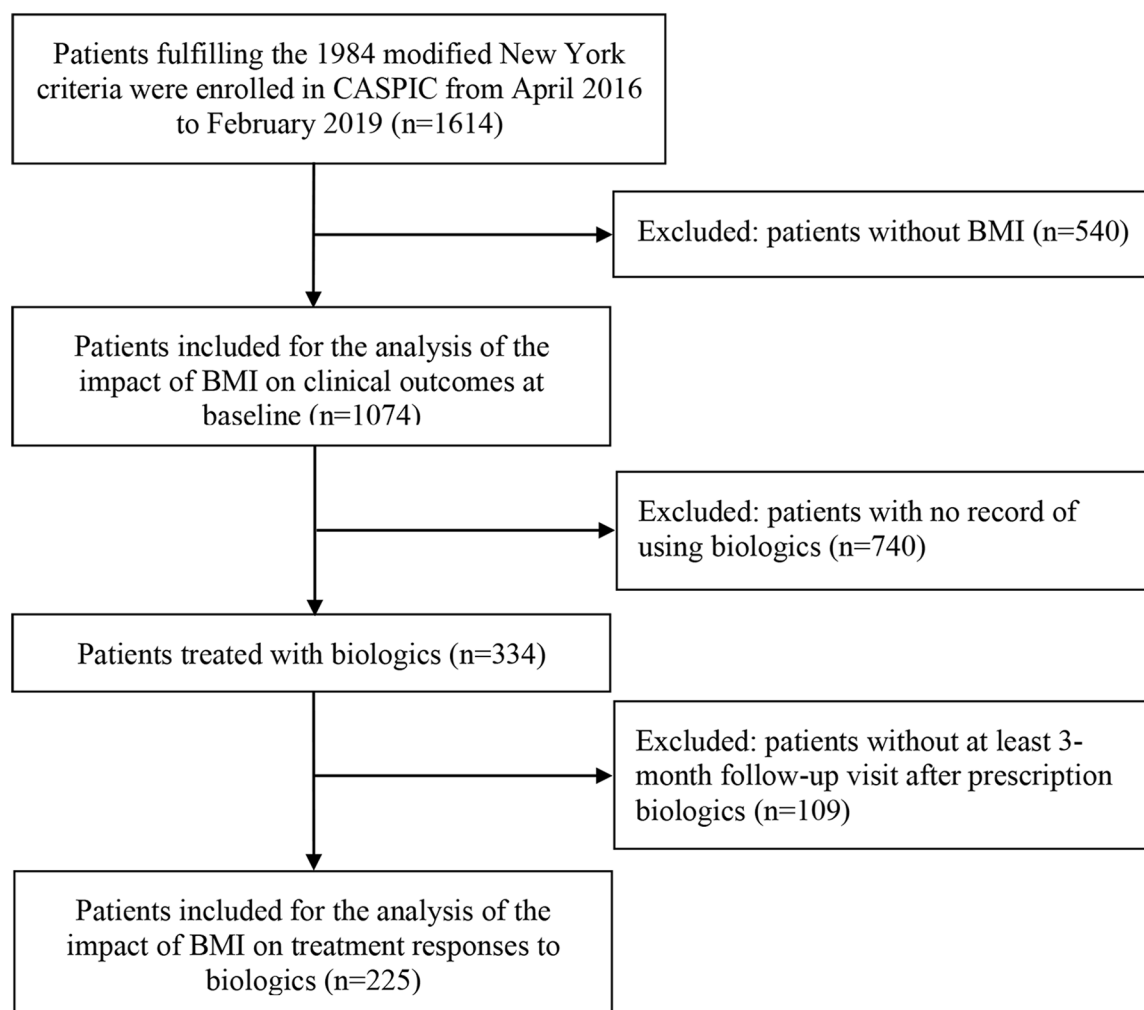 Patients fulfilling the 1984 modified New York
criteria were enrolled in CASPIC from April 2016
to February 2019 (n=1614)
Excluded: patients without BMI (n=540)
Patients included for the analysis of the
impact of BMI on clinical outcomes at
baseline (n=1074)
Excluded: patients with no record of
using biologics (n=740)
Patients treated with biologics (n=334)
Excluded: patients without at least 3-
month follow-up visit after prescription
biologics (n=109)
Patients included for the analysis of the
impact of BMI on treatment responses to
biologics (n=225)